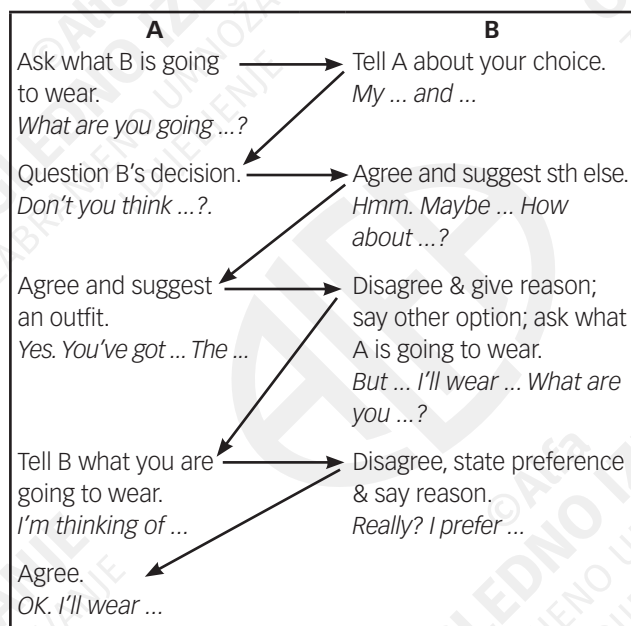 A
Ask what B is going
to wear.
What are you going ...?
B
Tell A about your choice.
My ... and ...
Question B's decision.
Don't you think ...?.
Agree and suggest sth else.
Hmm. Maybe ... How
about ...?
Agree and suggest
an outfit.
Yes. You've got ... The ...
Disagree & give reason;
say other option; ask what
A is going to wear.
But ... I'll wear ... What are
you ...?
Tell B what you are
going to wear.
I'm thinking of ...
Disagree, state preference
& say reason.
Really? I prefer ...
Agree.
OK. I'll wear ...